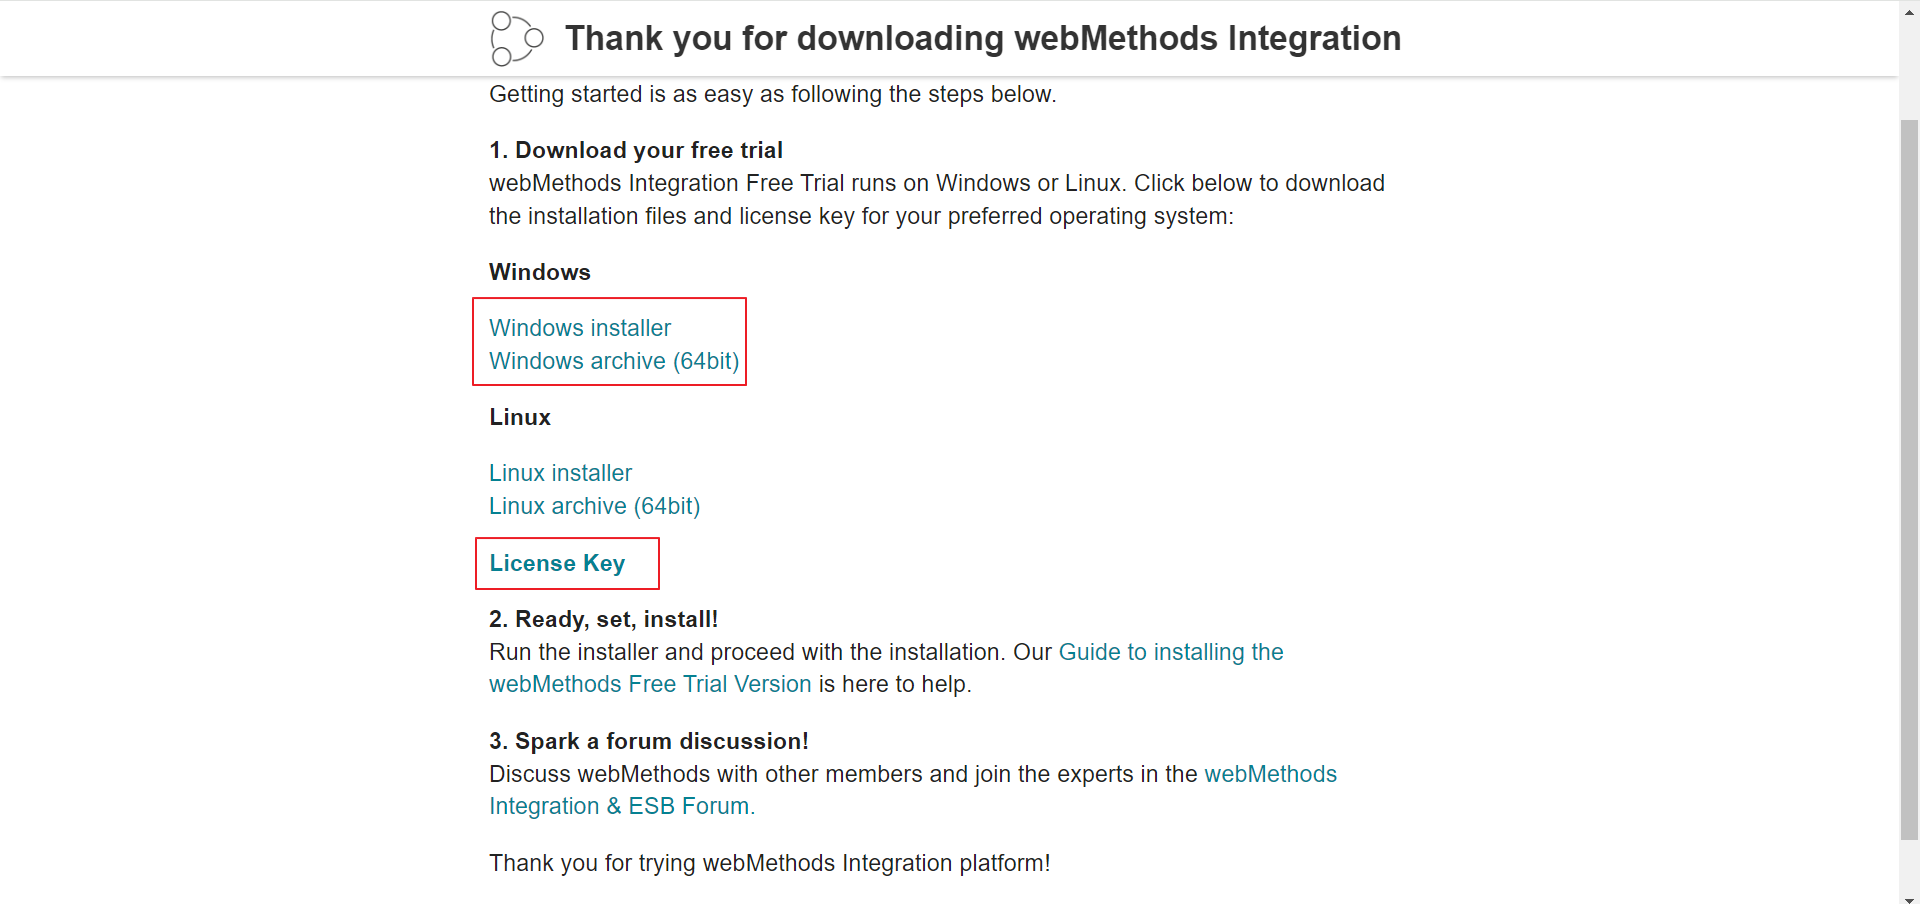 Thank you for downloading webMethods Integration
Getting started is as easy as following the steps below.
1. Download your free trial
webMethods Integration Free Trial runs on Windows or Linux. Click below to download
the installation files and license key for your preferred operating system:
Windows
Windows installer
Windows archive (64bit)
Linux
Linux installer
Linux archive (64bit)
License Key
2. Ready, set, install!
Run the installer and proceed with the installation. Our Guide to installing the
webMethods Free Trial Version is here to help.
3. Spark a forum discussion!
Discuss webMethods with other members and join the experts in the webMethods
Integration & ESB Forum.
Thank you for trying webMethods Integration platform!